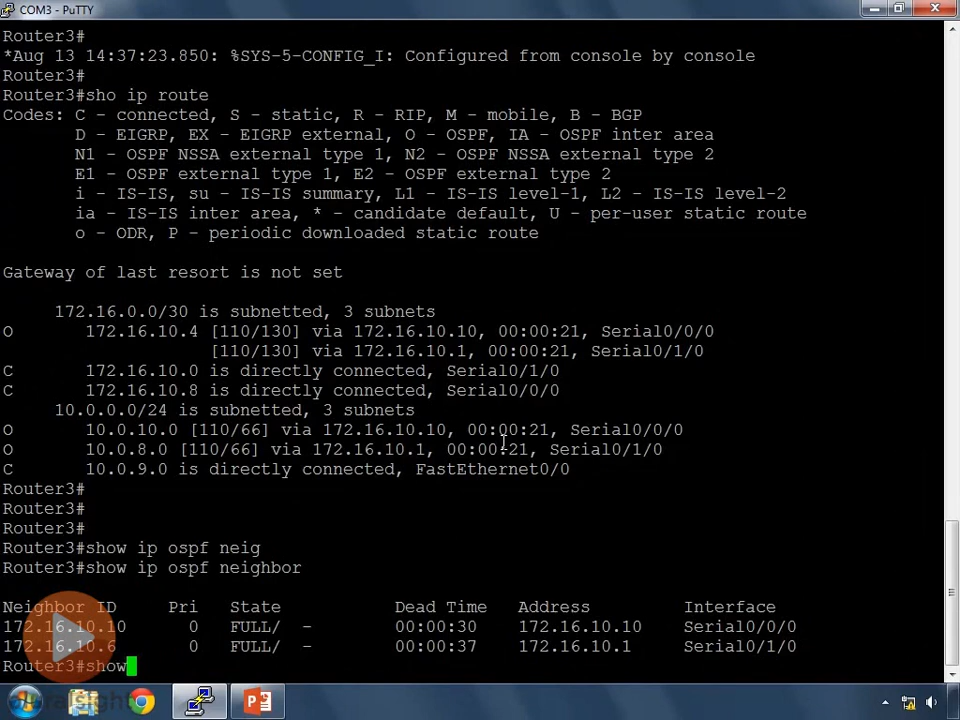 COM3 - PuTTY
Router3#
*Aug 13 14:37:23.850: %SYS-5-CONFIG_I: Configured from console by console
Router3#
Router3#sho ip route
Codes: C - connected, S - static, R - RIP, M - mobile, B - BGP
       D - EIGRP, EX - EIGRP external, O - OSPF, IA - OSPF inter area
       N1 - OSPF NSSA external type 1, N2 - OSPF NSSA external type 2
       E1 - OSPF external type 1, E2 - OSPF external type 2
       i - IS-IS, su - IS-IS summary, L1 - IS-IS level-1, L2 - IS-IS level-2
       ia - IS-IS inter area, * - candidate default, U - per-user static route
       o - ODR, P - periodic downloaded static route
Gateway of last resort is not set
     172.16.0.0/30 is subnetted, 3 subnets
O       172.16.10.4 [110/130] via 172.16.10.10, 00:00:21, Serial0/0/0
                    [110/130] via 172.16.10.1, 00:00:21, Serial0/1/0
C       172.16.10.0 is directly connected, Serial0/1/0
C       172.16.10.8 is directly connected, Serial0/0/0
     10.0.0.0/24 is subnetted, 3 subnets
O       10.0.10.0 [110/66] via 172.16.10.10, 00:00:21, Serial0/0/0
O       10.0.8.0 [110/66] via 172.16.10.1, 00:00:21, Serial0/1/0
C       10.0.9.0 is directly connected, FastEthernet0/0
Router3#
Router3#
Router3#
Router3#show ip ospf neig
Router3#show ip ospf neighbor
Neighbor ID     Pri   State           Dead Time   Address         Interface
172.16.10.10      0   FULL/  -        00:00:30    172.16.10.10    Serial0/0/0
172.16.10.6       0   FULL/  -        00:00:37    172.16.10.1     Serial0/1/0
Router3#show
pluralsight